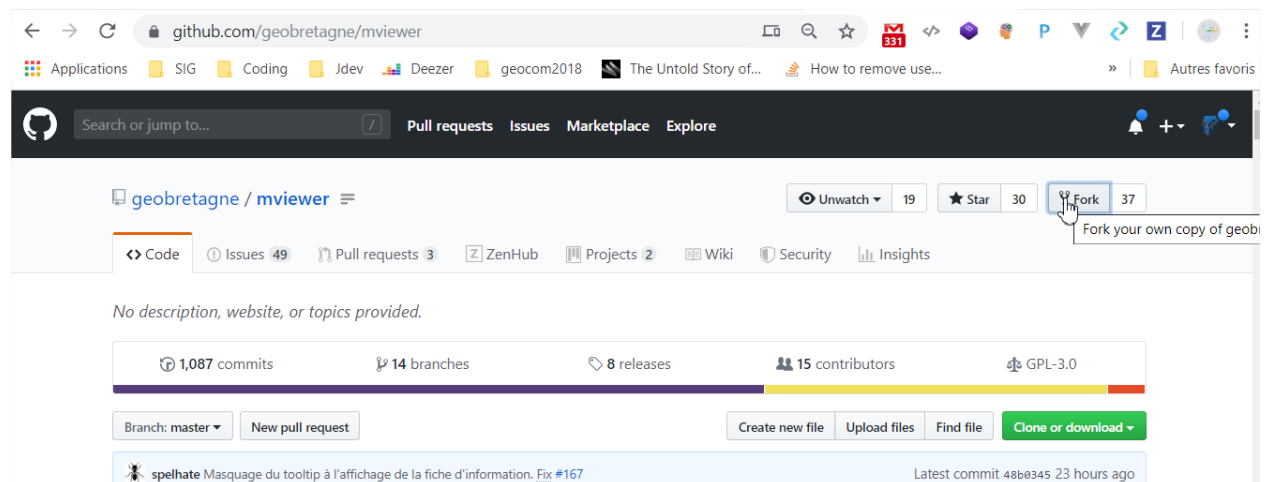 github.com/geobretagne/mviewer 331 P Z
Applications SIG Coding Jdev Deezer geocom2018 The Untold Story of... How to remove use... » Autres favoris
Search or jump to... / Pull requests Issues Marketplace Explore
geobretagne / mviewer Unwatch 19 Star 30 Fork 37
Fork your own copy of geob
Code Issues 49 Pull requests 3 Z ZenHub Projects 2 Wiki Security Insights
No description, website, or topics provided.
1,087 commits 14 branches 8 releases 15 contributors GPL-3.0
Branch: master New pull request Create new file Upload files Find file Clone or download
spelhate Masquage du tooltip à l'affichage de la fiche d'information. Fix #167 Latest commit 48b0345 23 hours ago